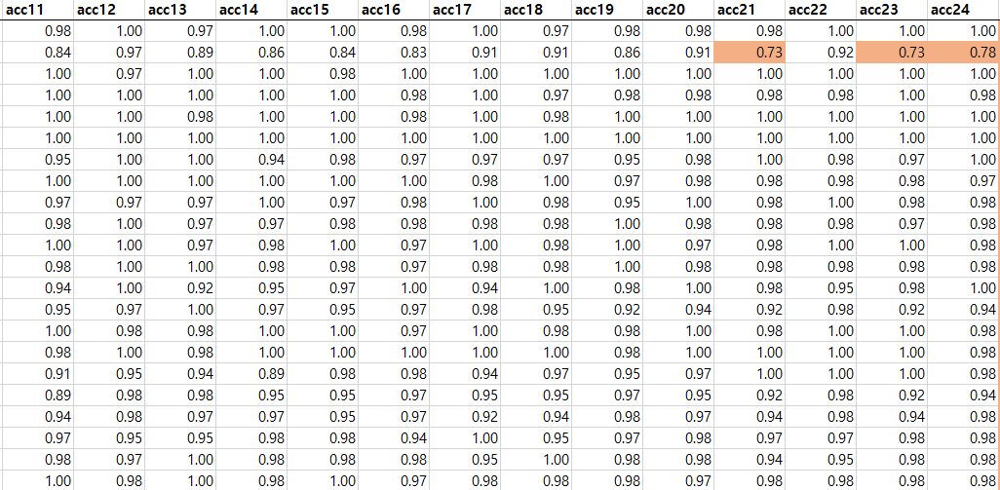 acc11 acc12 acc13 acc14 acc15 acc16 acc17 acc18 acc19 acc20 acc21 acc22 acc23 acc24
0.98 1.00 0.97 1.00 1.00 0.98 1.00 0.97 0.98 0.98 0.98 1.00 1.00 1.00
0.84 0.97 0.89 0.86 0.84 0.83 0.91 0.91 0.86 0.91 0.73 0.92 0.73 0.78
1.00 0.97 1.00 1.00 0.98 1.00 1.00 1.00 1.00 1.00 1.00 1.00 1.00 1.00
1.00 1.00 1.00 1.00 1.00 0.98 1.00 0.97 0.98 0.98 0.98 0.98 1.00 0.98
1.00 1.00 0.98 1.00 1.00 0.98 1.00 0.98 1.00 1.00 1.00 1.00 1.00 1.00
1.00 1.00 1.00 1.00 1.00 1.00 1.00 1.00 1.00 1.00 1.00 1.00 1.00 1.00
0.95 1.00 1.00 0.94 0.98 0.97 0.97 0.97 0.95 0.98 1.00 0.98 0.97 1.00
1.00 1.00 1.00 1.00 1.00 1.00 0.98 1.00 0.97 0.98 0.98 0.98 0.98 0.97
0.97 0.97 0.97 1.00 0.97 0.98 1.00 0.98 0.95 1.00 0.98 1.00 0.98 0.98
0.98 1.00 0.97 0.97 0.98 0.98 0.98 0.98 1.00 0.98 0.98 0.98 0.97 0.98
1.00 1.00 0.97 0.98 1.00 0.97 1.00 0.98 1.00 0.97 0.98 1.00 1.00 0.98
0.98 1.00 1.00 0.98 0.98 0.97 0.98 0.98 1.00 0.98 0.98 0.98 0.98 0.98
0.94 1.00 0.92 0.95 0.97 1.00 0.94 1.00 0.98 1.00 0.98 0.95 0.98 1.00
0.95 0.97 1.00 0.97 0.95 0.97 0.98 0.95 0.92 0.94 0.92 0.98 0.92 0.94
1.00 0.98 0.98 1.00 1.00 0.97 1.00 0.98 0.98 1.00 0.98 1.00 1.00 0.98
0.98 1.00 0.98 1.00 1.00 1.00 1.00 1.00 0.98 1.00 1.00 1.00 1.00 0.98
0.91 0.95 0.94 0.89 0.98 0.98 0.94 0.97 0.95 0.97 1.00 1.00 1.00 0.98
0.89 0.98 0.98 0.95 0.95 0.97 0.95 0.95 0.97 0.95 0.92 0.98 0.92 0.94
0.94 0.98 0.97 0.97 0.95 0.97 0.92 0.94 0.98 0.97 0.94 0.98 0.94 0.98
0.97 0.95 0.95 0.98 0.98 0.94 1.00 0.95 0.97 0.98 0.97 0.97 0.98 0.98
0.98 0.97 1.00 0.98 0.98 0.98 0.95 1.00 0.98 0.98 0.94 0.95 0.98 0.98
1.00 0.98 1.00 0.98 1.00 0.97 0.98 0.98 0.98 0.97 0.98 0.98 0.98 0.98